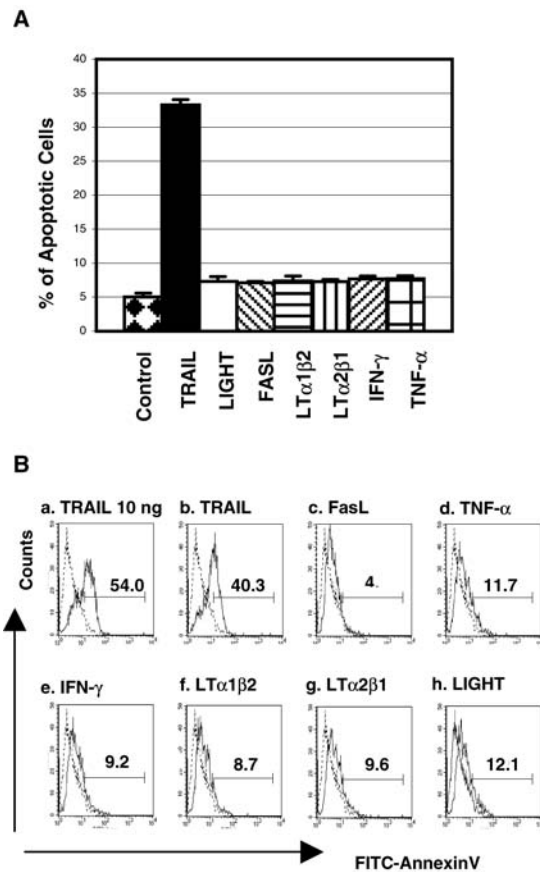 A
40
35
30
25
20
15
10
5
0
% of Apoptotic Cells
Control
TRAIL
LIGHT
FASL
LTα1β2
LTα2β1
IFN-γ
TNF-α
B
a. TRAIL 10 ng
b. TRAIL
c. FasL
d. TNF-α
Counts
54.0
40.3
4.
11.7
e. IFN-γ
f. LTα1β2
g. LTα2β1
h. LIGHT
9.2
8.7
9.6
12.1
FITC-AnnexinV